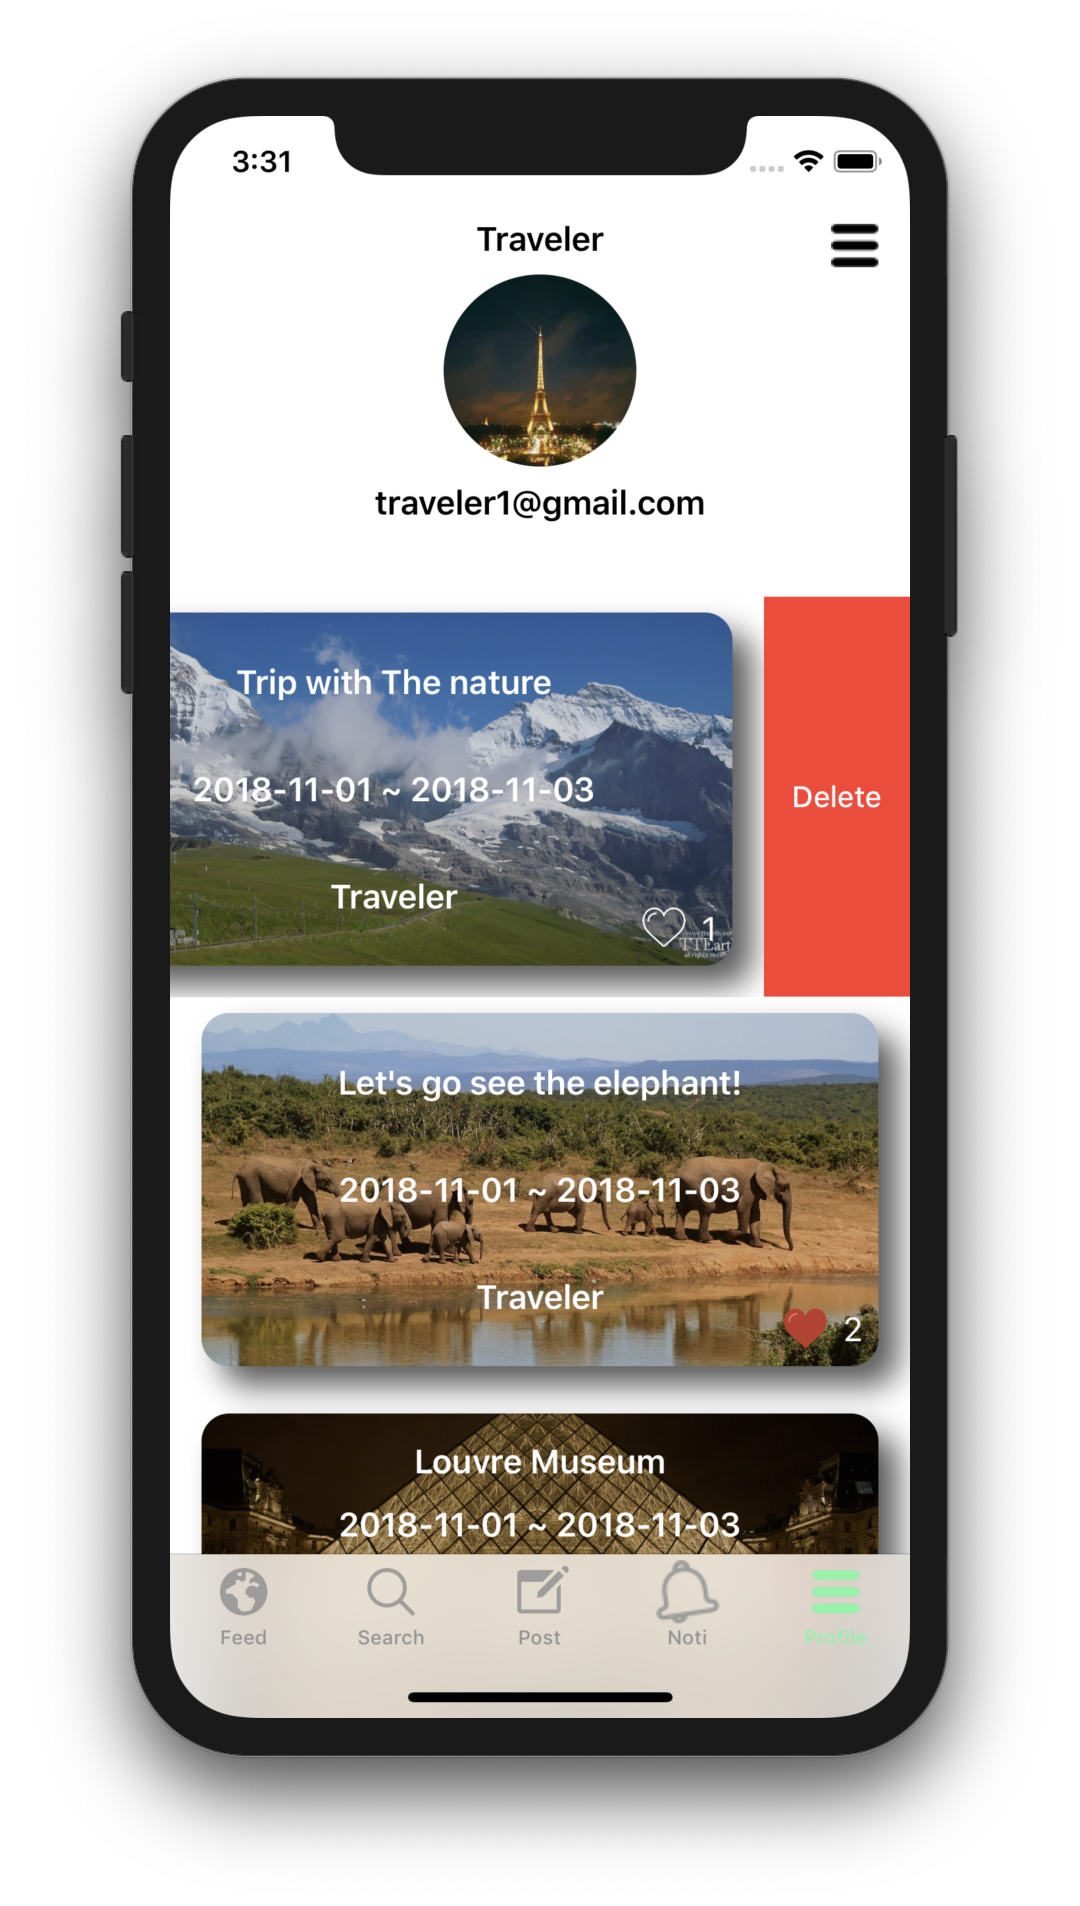 3:31
Traveler
traveler1@gmail.com
Trip with The nature
2018-11-01 ~ 2018-11-03
Traveler
1
TTEart
Delete
Let's go see the elephant!
2018-11-01 ~ 2018-11-03
Traveler
2
Louvre Museum
2018-11-01 ~ 2018-11-03
Feed
Search
Post
Noti
Profile